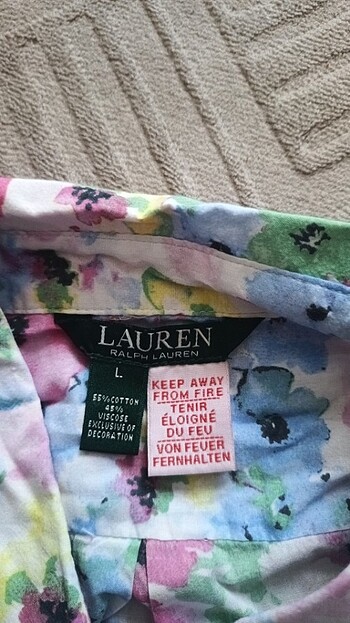 LAUREN
RALPH LAUREN
L
55%COTTON
45%
VISCOSE
EXCLUSIVE OF
DECORATION
KEEP AWAY
FROM FIRE
TENIR
ÉLOIGNÉ
DU FEU
VON FEUER
FERNHALTEN